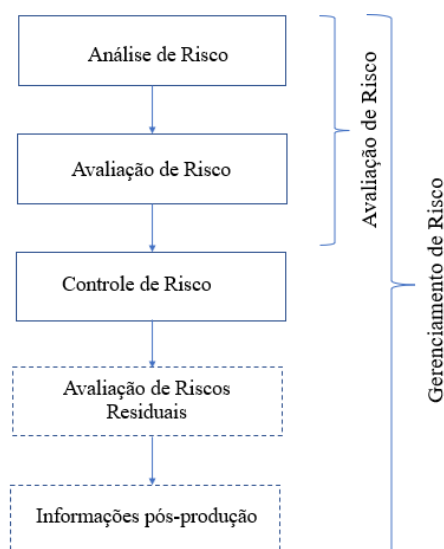 Análise de Risco
Avaliação de Risco
Controle de Risco
Avaliação de Riscos
Residuais
Informações pós-produção
Avaliação de Risco
Gerenciamento de Risco